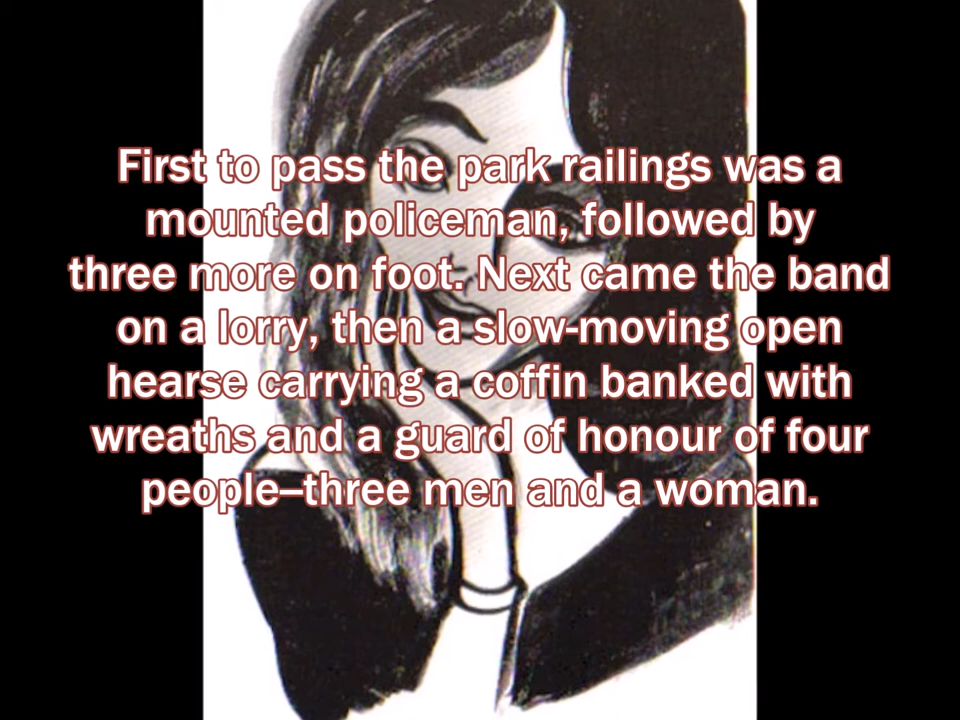 First to pass the park railings was a
mounted policeman, followed by
three more on foot. Next came the band
on a lorry, then a slow-moving open
hearse carrying a coffin banked with
wreaths and a guard of honour of four
people–three men and a woman.